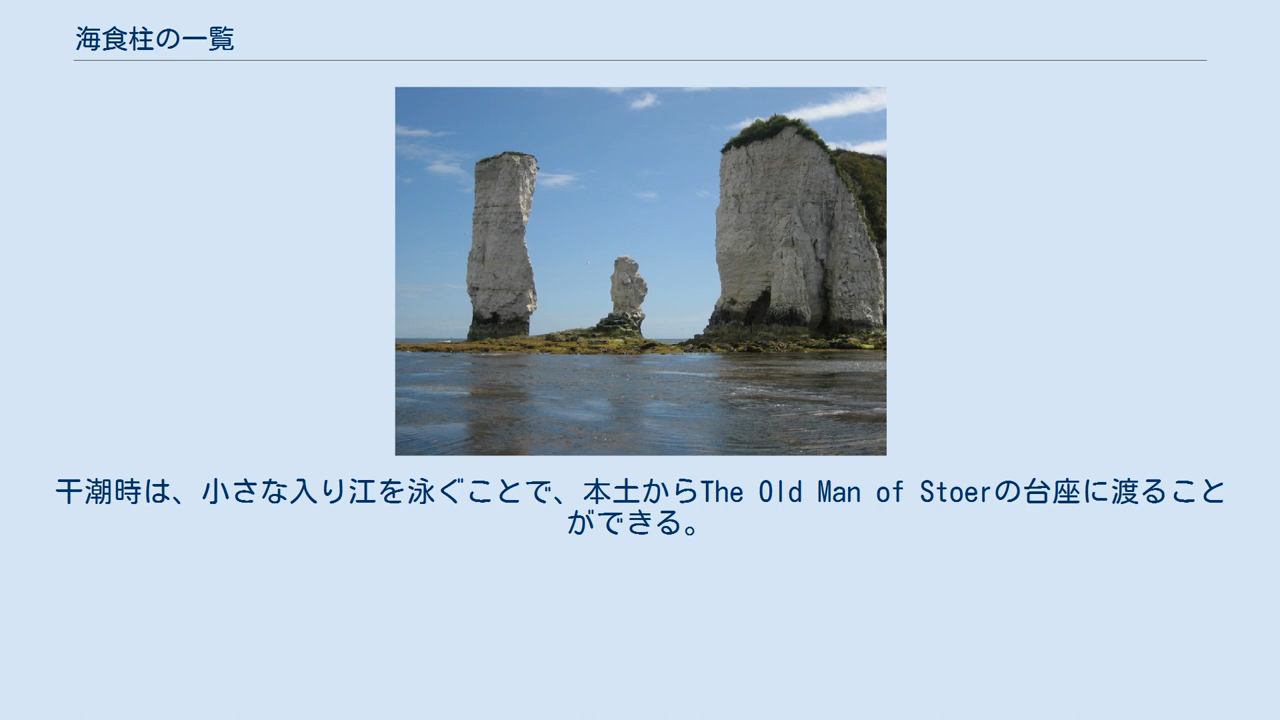 海食柱の一覧
干潮時は、小さな入り江を泳ぐことで、本土からThe Old Man of Stoerの台座に渡ること
ができる。